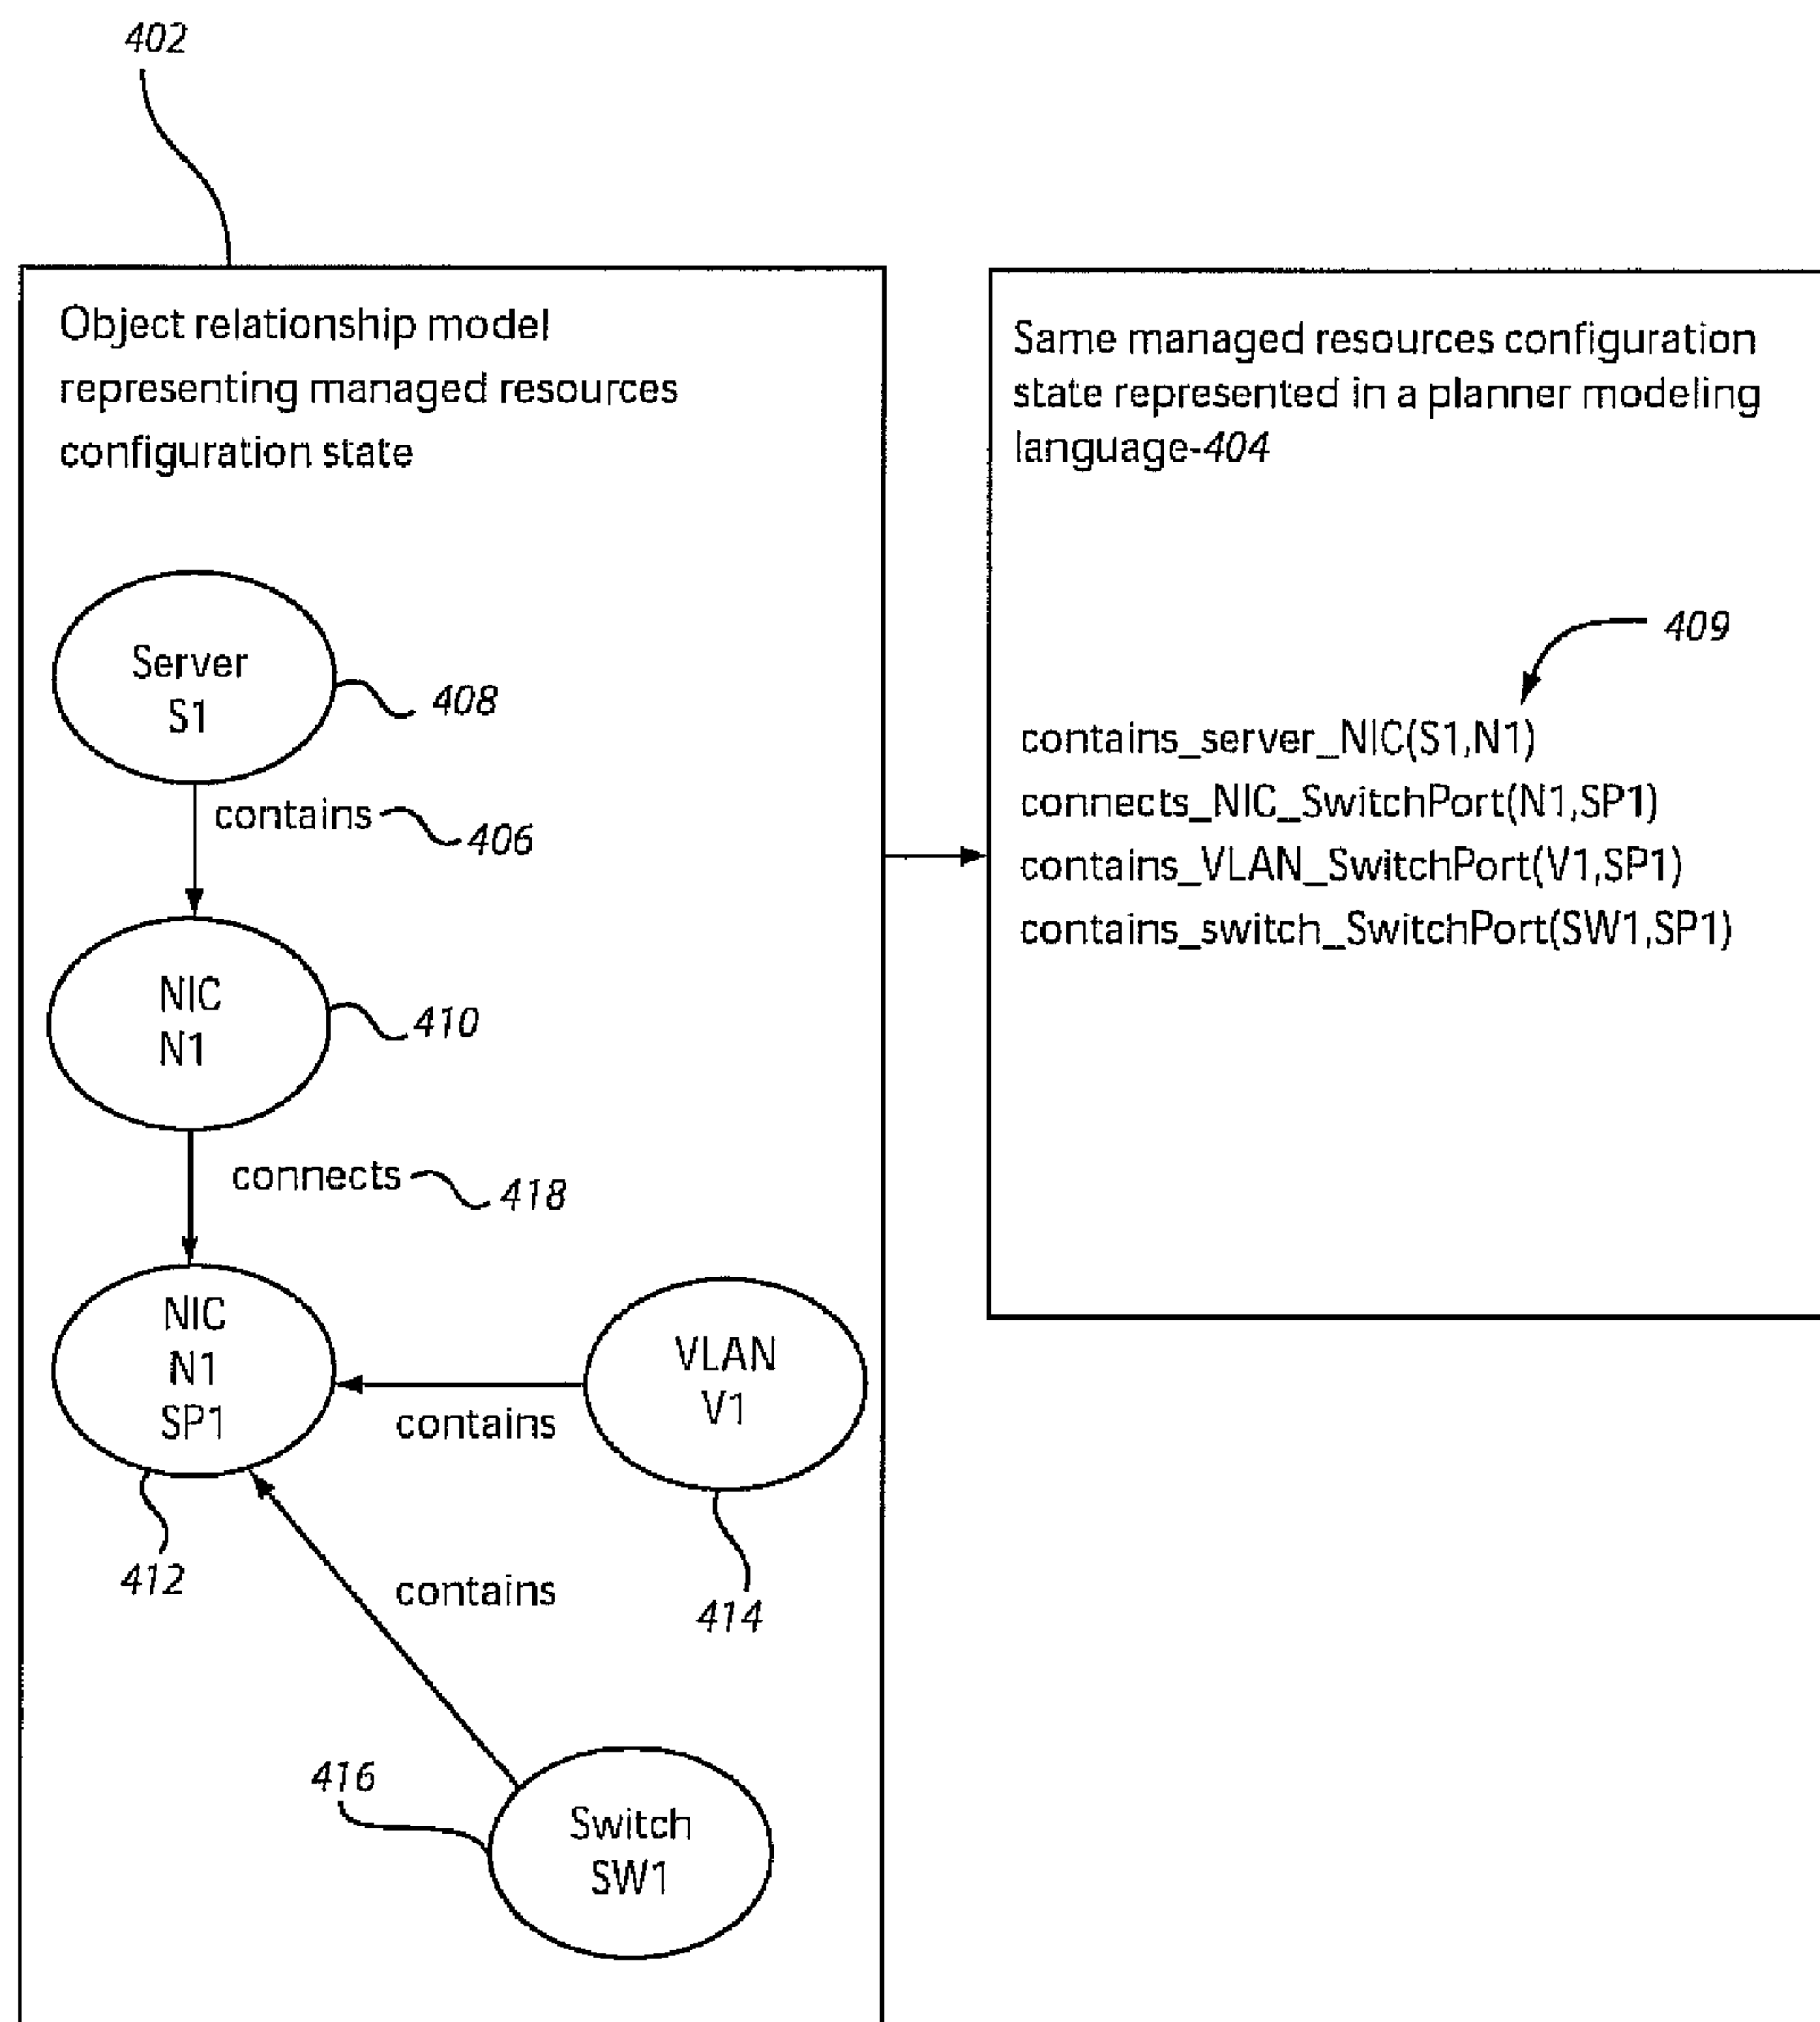 402
Object relationship model
representing managed resources
configuration state
Server
S1
408
contains
406
NIC
N1
410
connects
418
NIC
N1
SP1
412
contains
VLAN
V1
414
contains
416
Switch
SW1
Same managed resources configuration
state represented in a planner modeling
language-404
409
contains_server_NIC(S1,N1)
connects_NIC_SwitchPort(N1,SP1)
contains_VLAN_SwitchPort(V1,SP1)
contains_switch_SwitchPort(SW1,SP1)